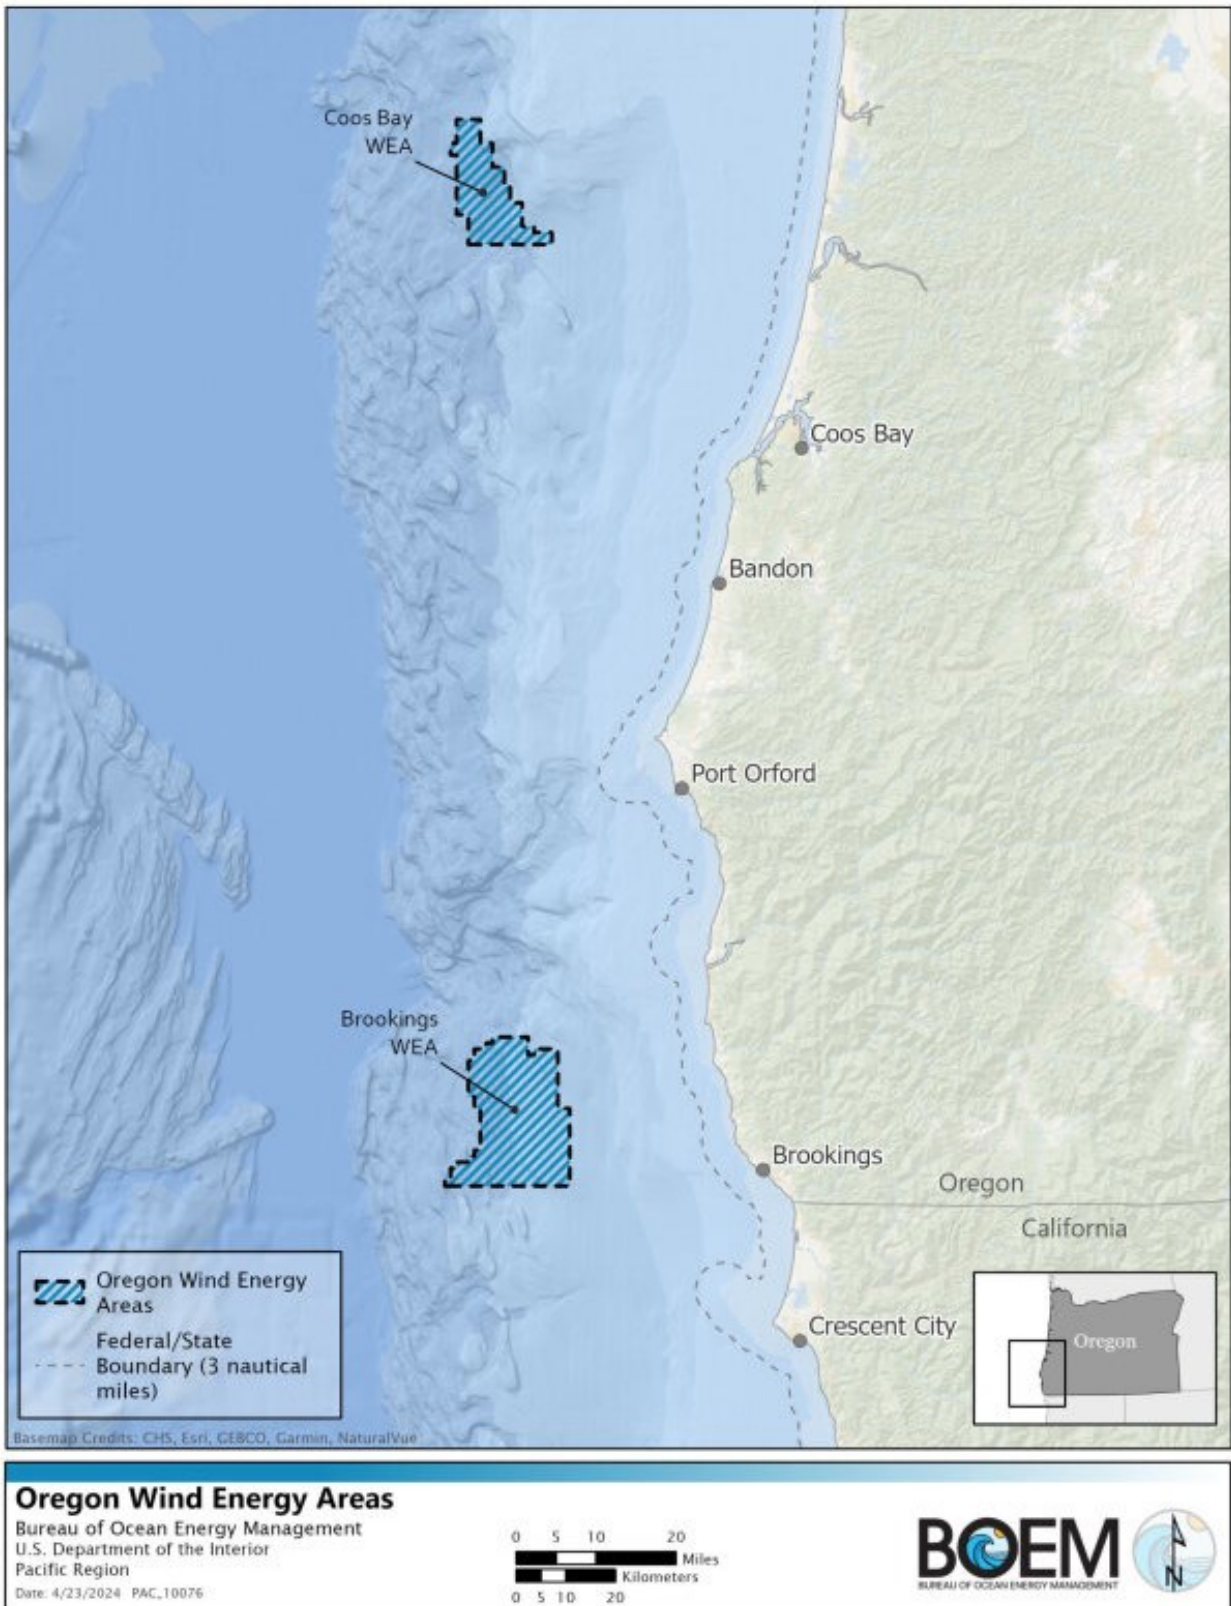 Coos Bay
WEA
Coos Bay
Bandon
Port Orford
Brookings
WEA
Brookings
Oregon
California
Crescent City
Oregon Wind Energy
Areas
Federal/State
Boundary (3 nautical
miles)
Oregon
Basemap Credits: CHS, Esri, GEBCO, Garmin, NaturalVue
Oregon Wind Energy Areas
Bureau of Ocean Energy Management
U.S. Department of the Interior
Pacific Region
Date: 4/23/2024 PAC_10076
0 5 10 20
Miles
Kilometers
0 5 10 20
BOEM
BUREAU OF OCEAN ENERGY MANAGEMENT
N